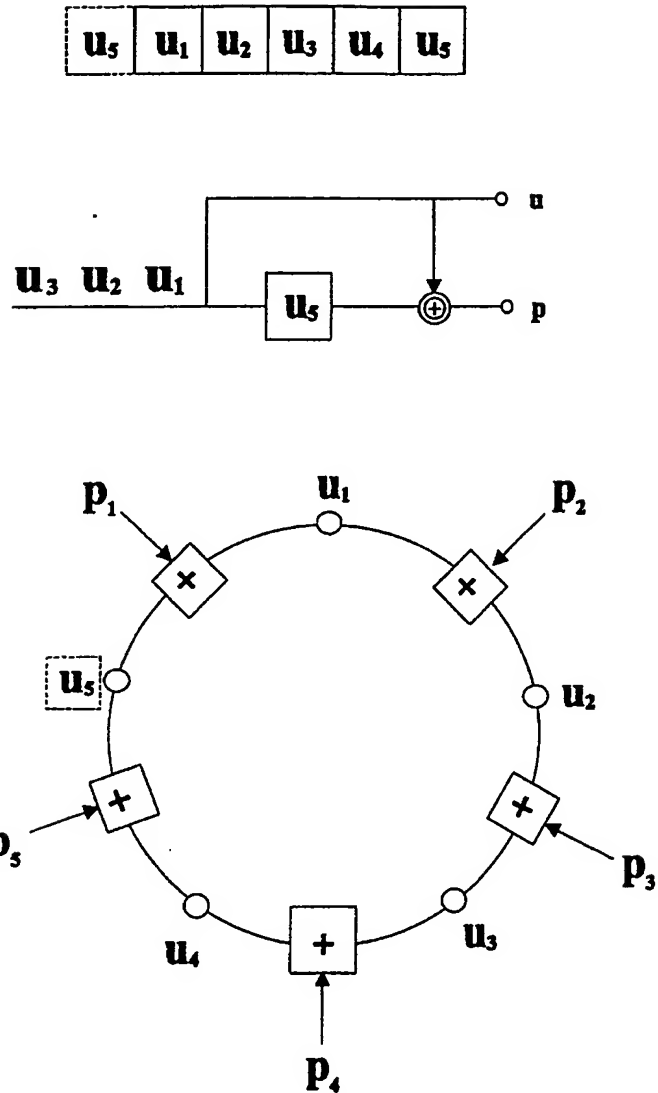 u₅ u₁ u₂ u₃ u₄ u₅
u
u₃ u₂ u₁
u₅ + p
u₁
p₁ p₂
× ×
u₅ u₂
+ +
p₅ p₃
u₄ + u₃
p₄